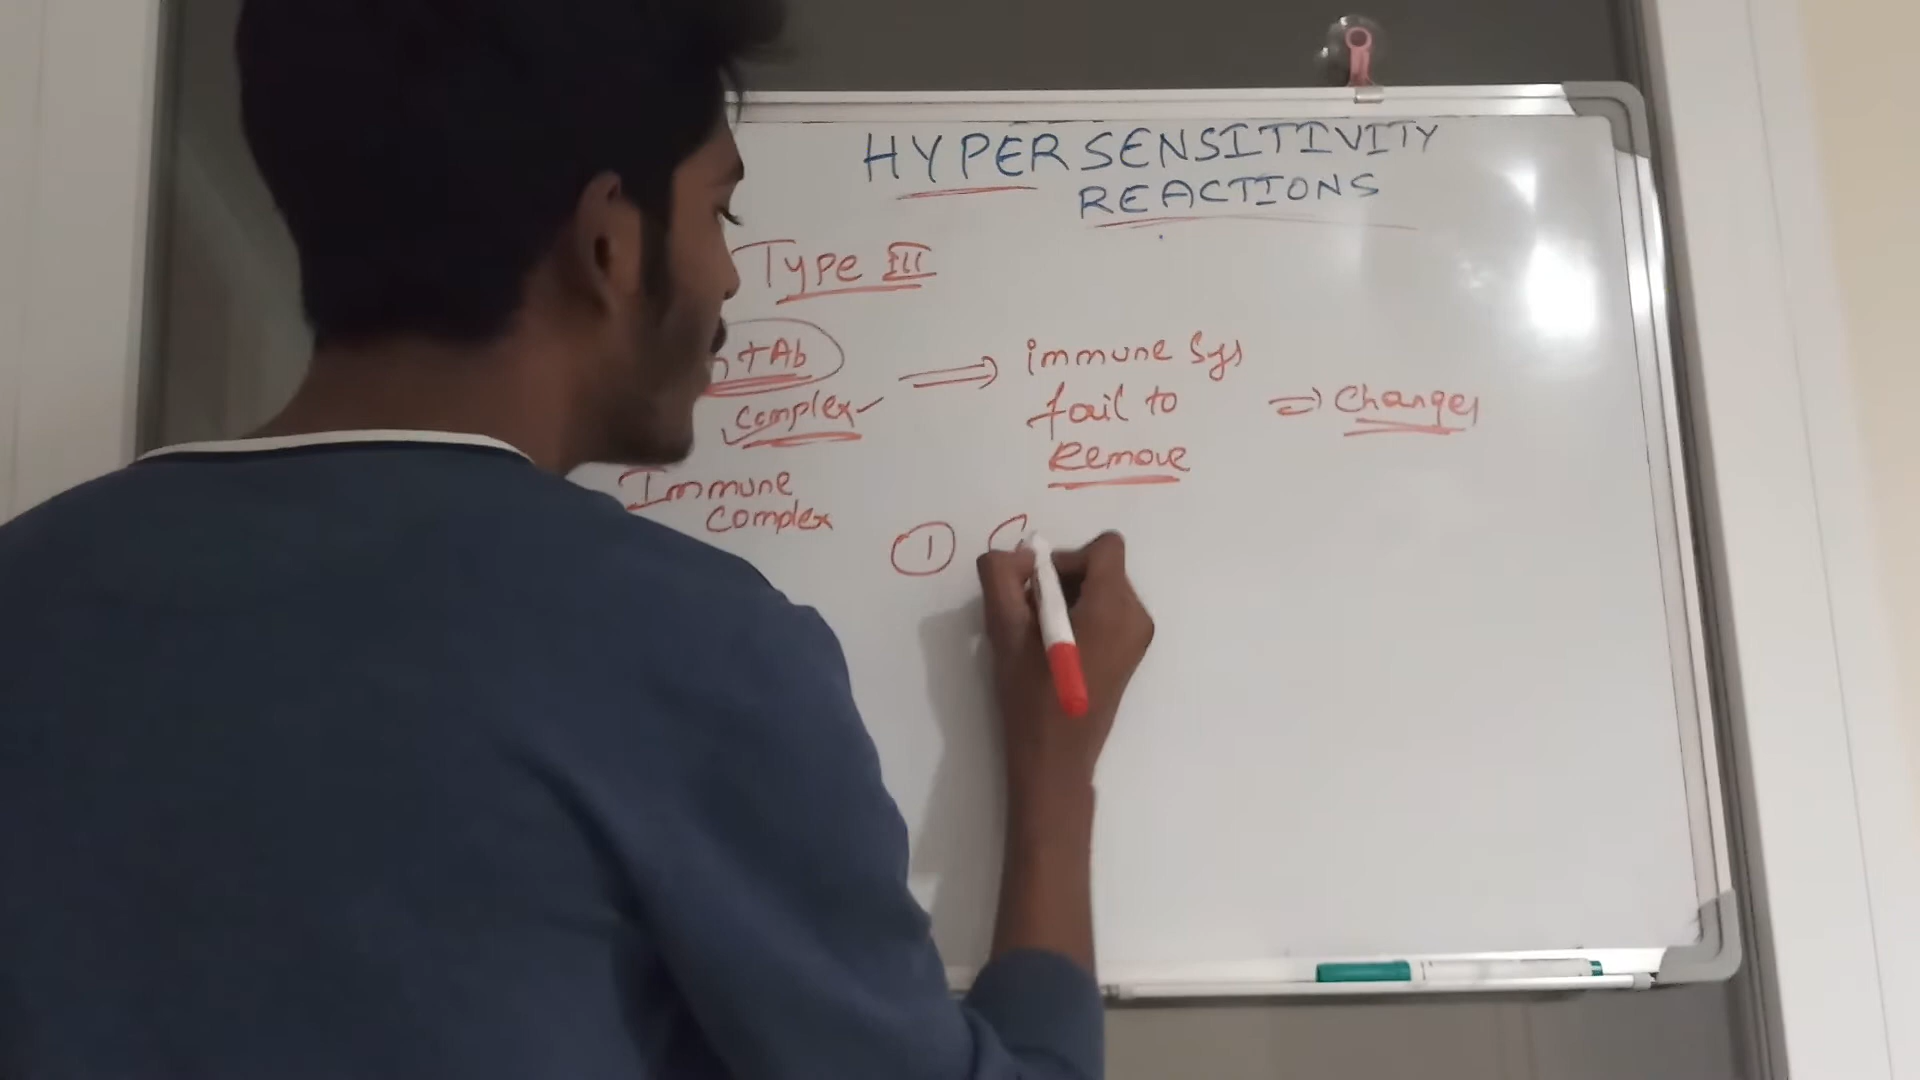 HYPERSENSITIVITY
REACTIONS
Type III
+Ab
complex
Immune
complex
⇒ immune Sys
fail to
Remove
⇒ Changes
①